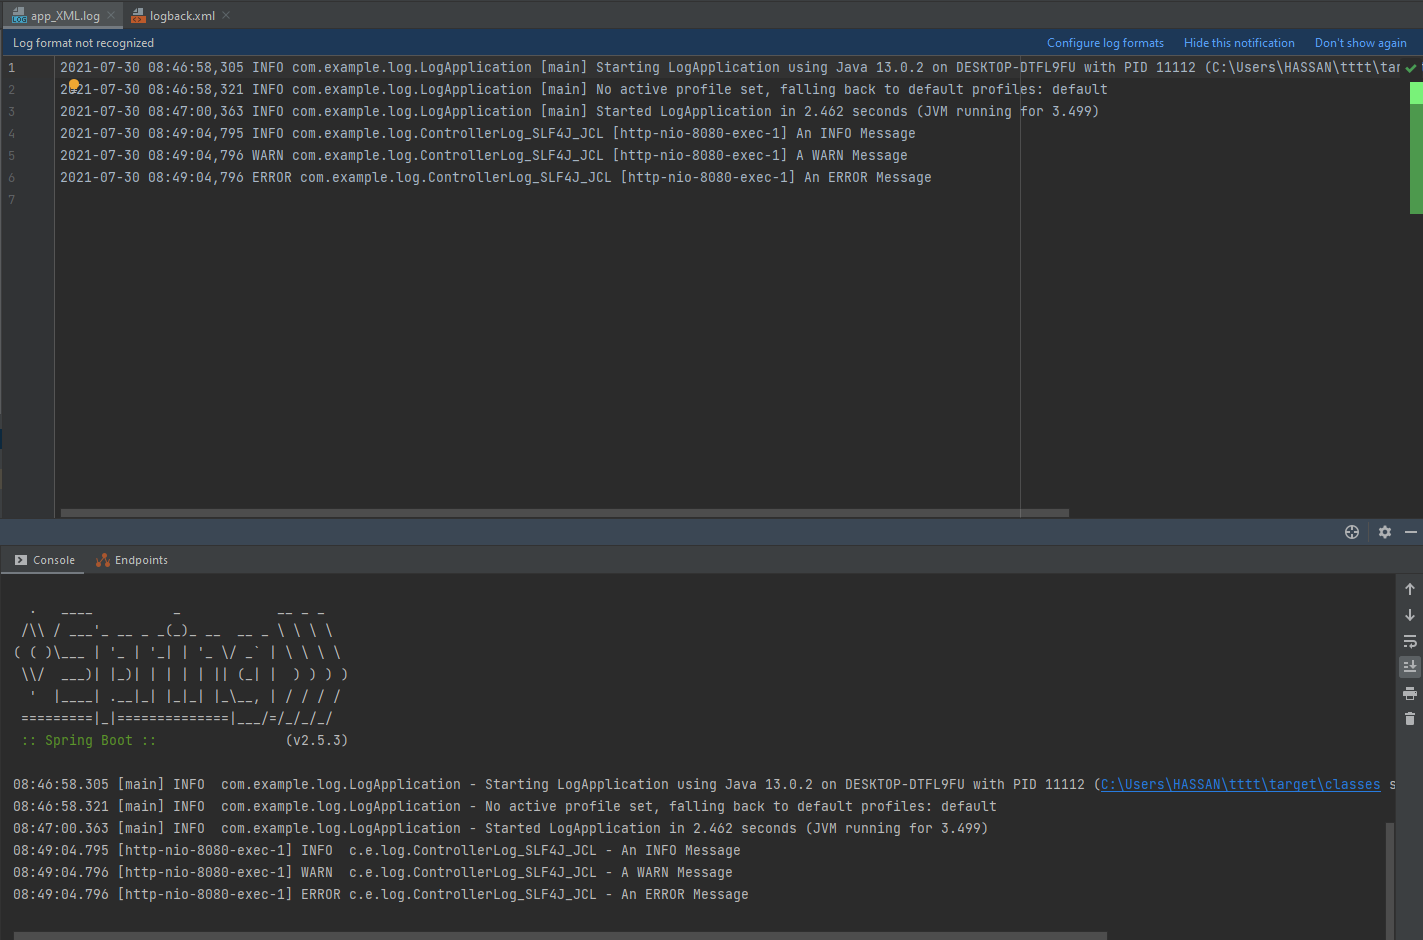 app_XML.log
logback.xml
Log format not recognized
Configure log formats
Hide this notification
Don't show again
1 2021-07-30 08:46:58,305 INFO com.example.log.LogApplication [main] Starting LogApplication using Java 13.0.2 on DESKTOP-DTFL9FU with PID 11112 (C:\Users\HASSAN\tttt\tar
2 2021-07-30 08:46:58,321 INFO com.example.log.LogApplication [main] No active profile set, falling back to default profiles: default
3 2021-07-30 08:47:00,363 INFO com.example.log.LogApplication [main] Started LogApplication in 2.462 seconds (JVM running for 3.499)
4 2021-07-30 08:49:04,795 INFO com.example.log.ControllerLog_SLF4J_JCL [http-nio-8080-exec-1] An INFO Message
5 2021-07-30 08:49:04,796 WARN com.example.log.ControllerLog_SLF4J_JCL [http-nio-8080-exec-1] A WARN Message
6 2021-07-30 08:49:04,796 ERROR com.example.log.ControllerLog_SLF4J_JCL [http-nio-8080-exec-1] An ERROR Message
7
Console
Endpoints
  .   ____          _            __ _ _
 /\\ / ___'_ __ _ _(_)_ __  __ _ \ \ \ \
( ( )\___ | '_ | '_| | '_ \/ _` | \ \ \ \
 \\/  ___)| |_)| | | | | || (_| |  ) ) ) )
  '  |____| .__|_| |_|_| |_\__, | / / / /
 =========|_|==============|___/=/_/_/_/
 :: Spring Boot ::                (v2.5.3)
08:46:58.305 [main] INFO  com.example.log.LogApplication - Starting LogApplication using Java 13.0.2 on DESKTOP-DTFL9FU with PID 11112 (C:\Users\HASSAN\tttt\target\classes s
08:46:58.321 [main] INFO  com.example.log.LogApplication - No active profile set, falling back to default profiles: default
08:47:00.363 [main] INFO  com.example.log.LogApplication - Started LogApplication in 2.462 seconds (JVM running for 3.499)
08:49:04.795 [http-nio-8080-exec-1] INFO  c.e.log.ControllerLog_SLF4J_JCL - An INFO Message
08:49:04.796 [http-nio-8080-exec-1] WARN  c.e.log.ControllerLog_SLF4J_JCL - A WARN Message
08:49:04.796 [http-nio-8080-exec-1] ERROR c.e.log.ControllerLog_SLF4J_JCL - An ERROR Message